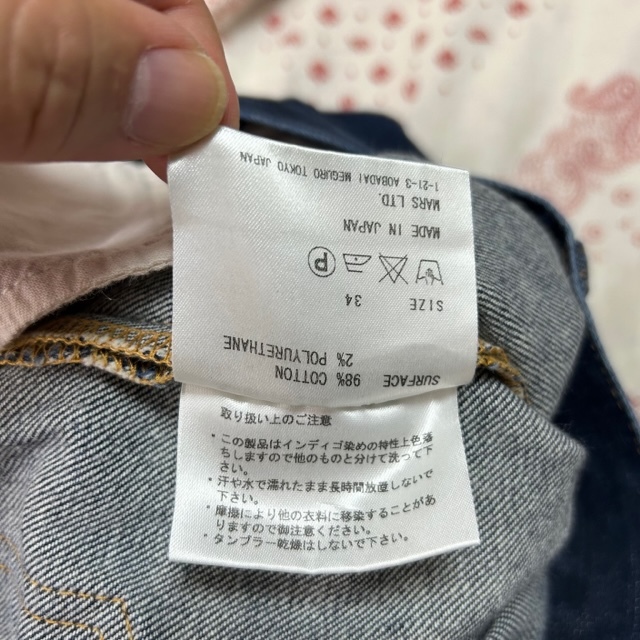 SURFACE 98% COTTON
2% POLYURETHANE
SIZE 34
P
MADE IN JAPAN
MARS LTD.
1-21-3 AOBADAI MEGURO TOKYO JAPAN
取り扱い上のご注意
・この製品はインディゴ染めの特性上色落
ちしますので他のものと分けて洗って下
さい。
・汗や水で濡れたまま長時間放置しないで
下さい。
・摩擦により他の衣料に移染することがあ
りますので御注意ください。
・タンブラー乾燥はしないで下さい。